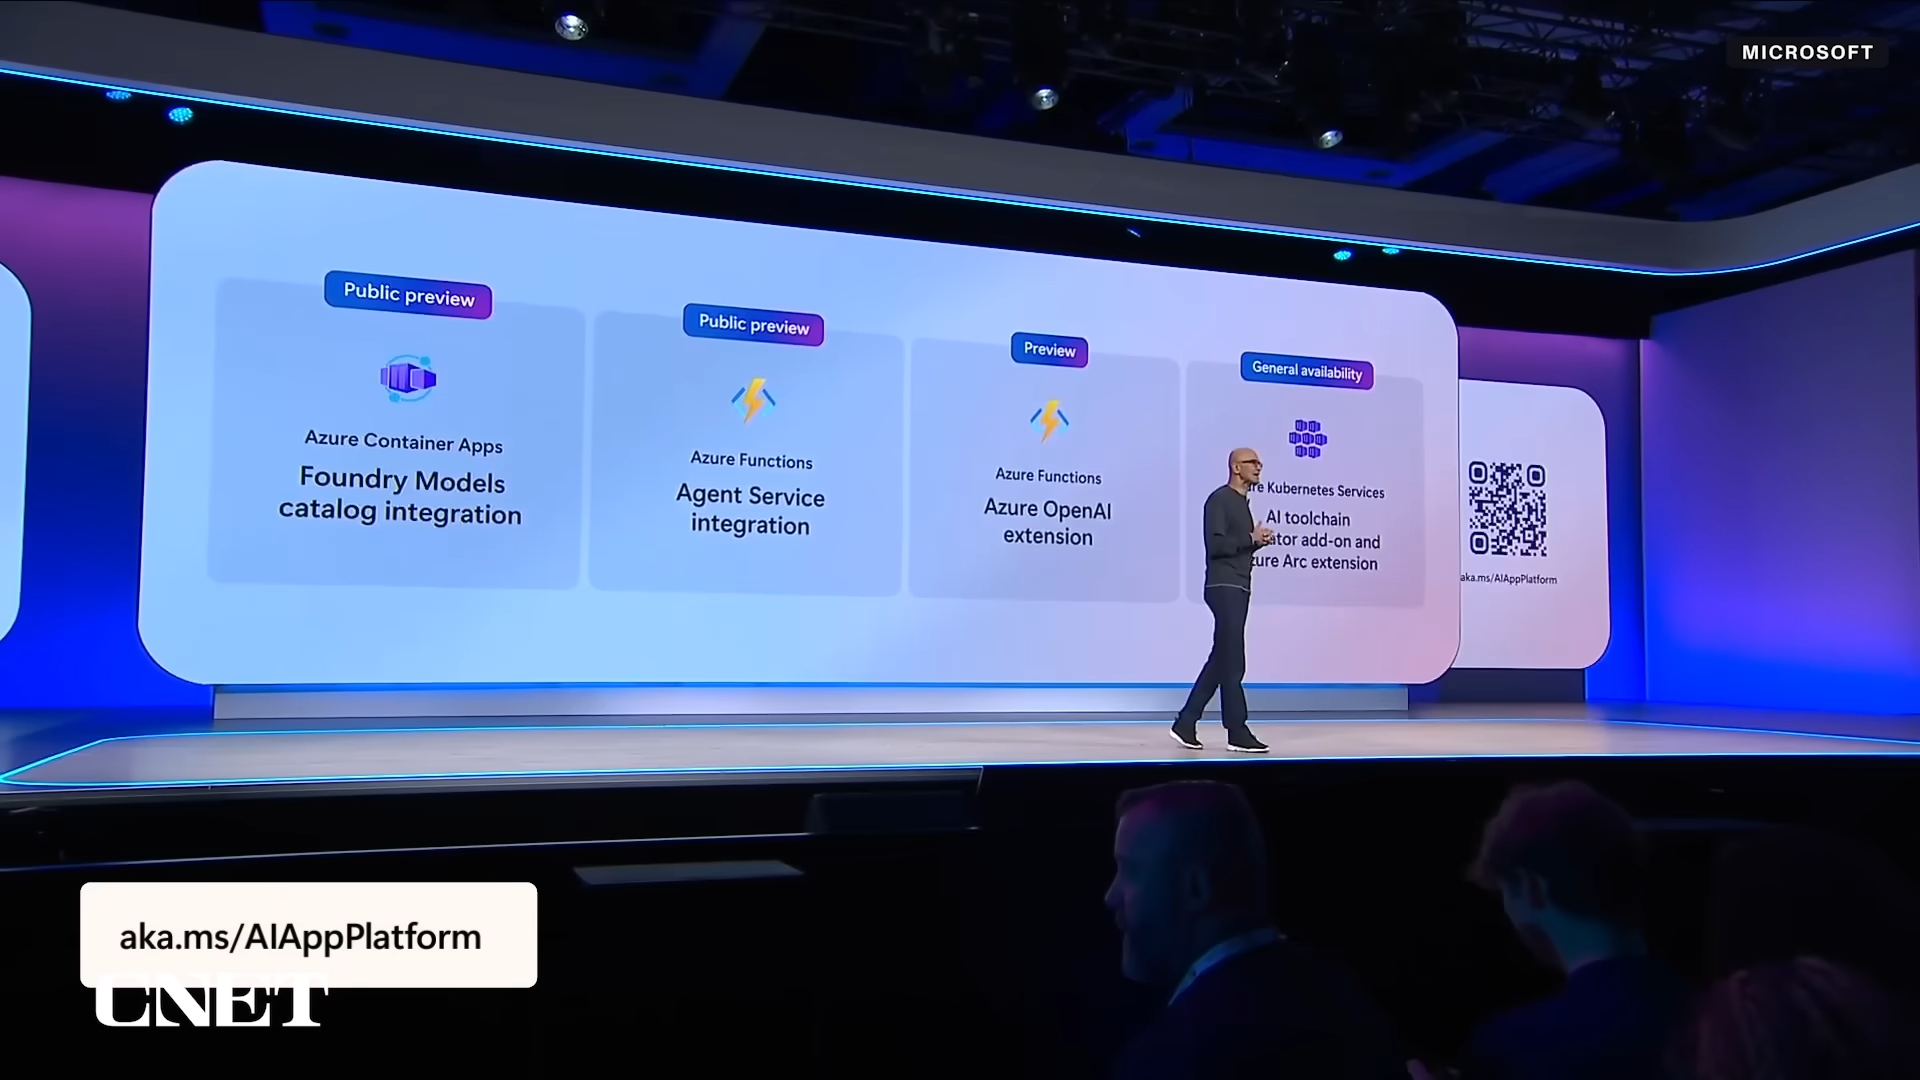 MICROSOFT
Public preview
Azure Container Apps
Foundry Models
catalog integration
Public preview
Azure Functions
Agent Service
integration
Preview
Azure Functions
Azure OpenAI
extension
General availability
Kubernetes Services
AI toolchain
add-on and
Arc extension
aka.ms/AIAppPlatform
aka.ms/AIAppPlatform
CNET